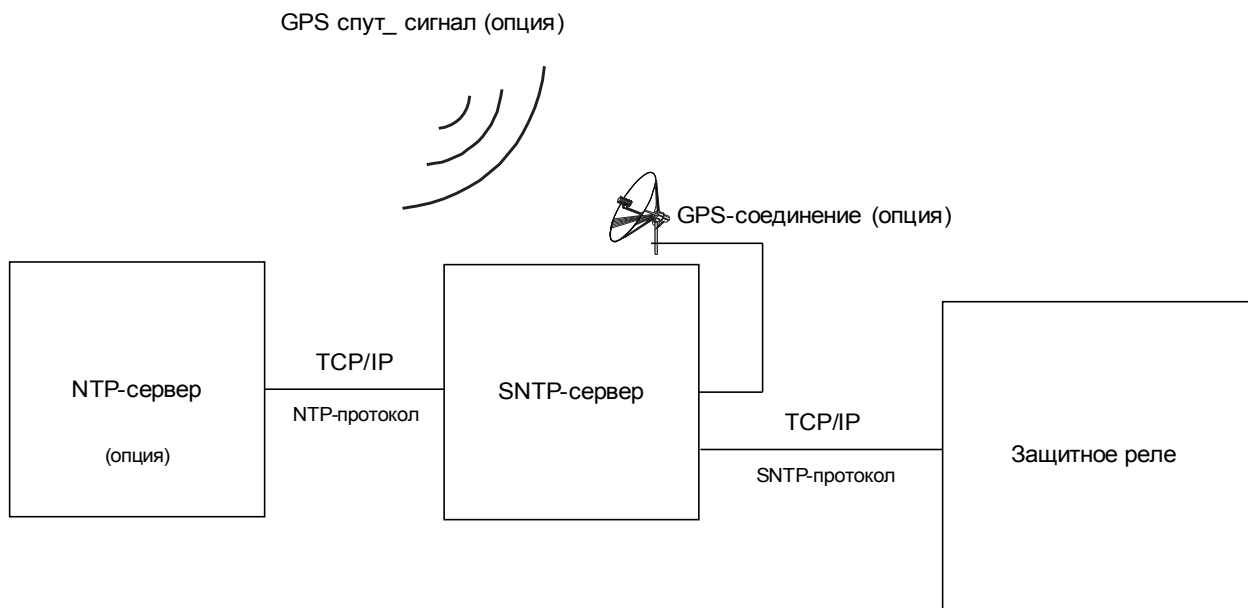 GPS спут_ сигнал (опция)
GPS-соединение (опция)
NTP-сервер
(опция)
TCP/IP
NTP-протокол
SNTP-сервер
TCP/IP
SNTP-протокол
Защитное реле